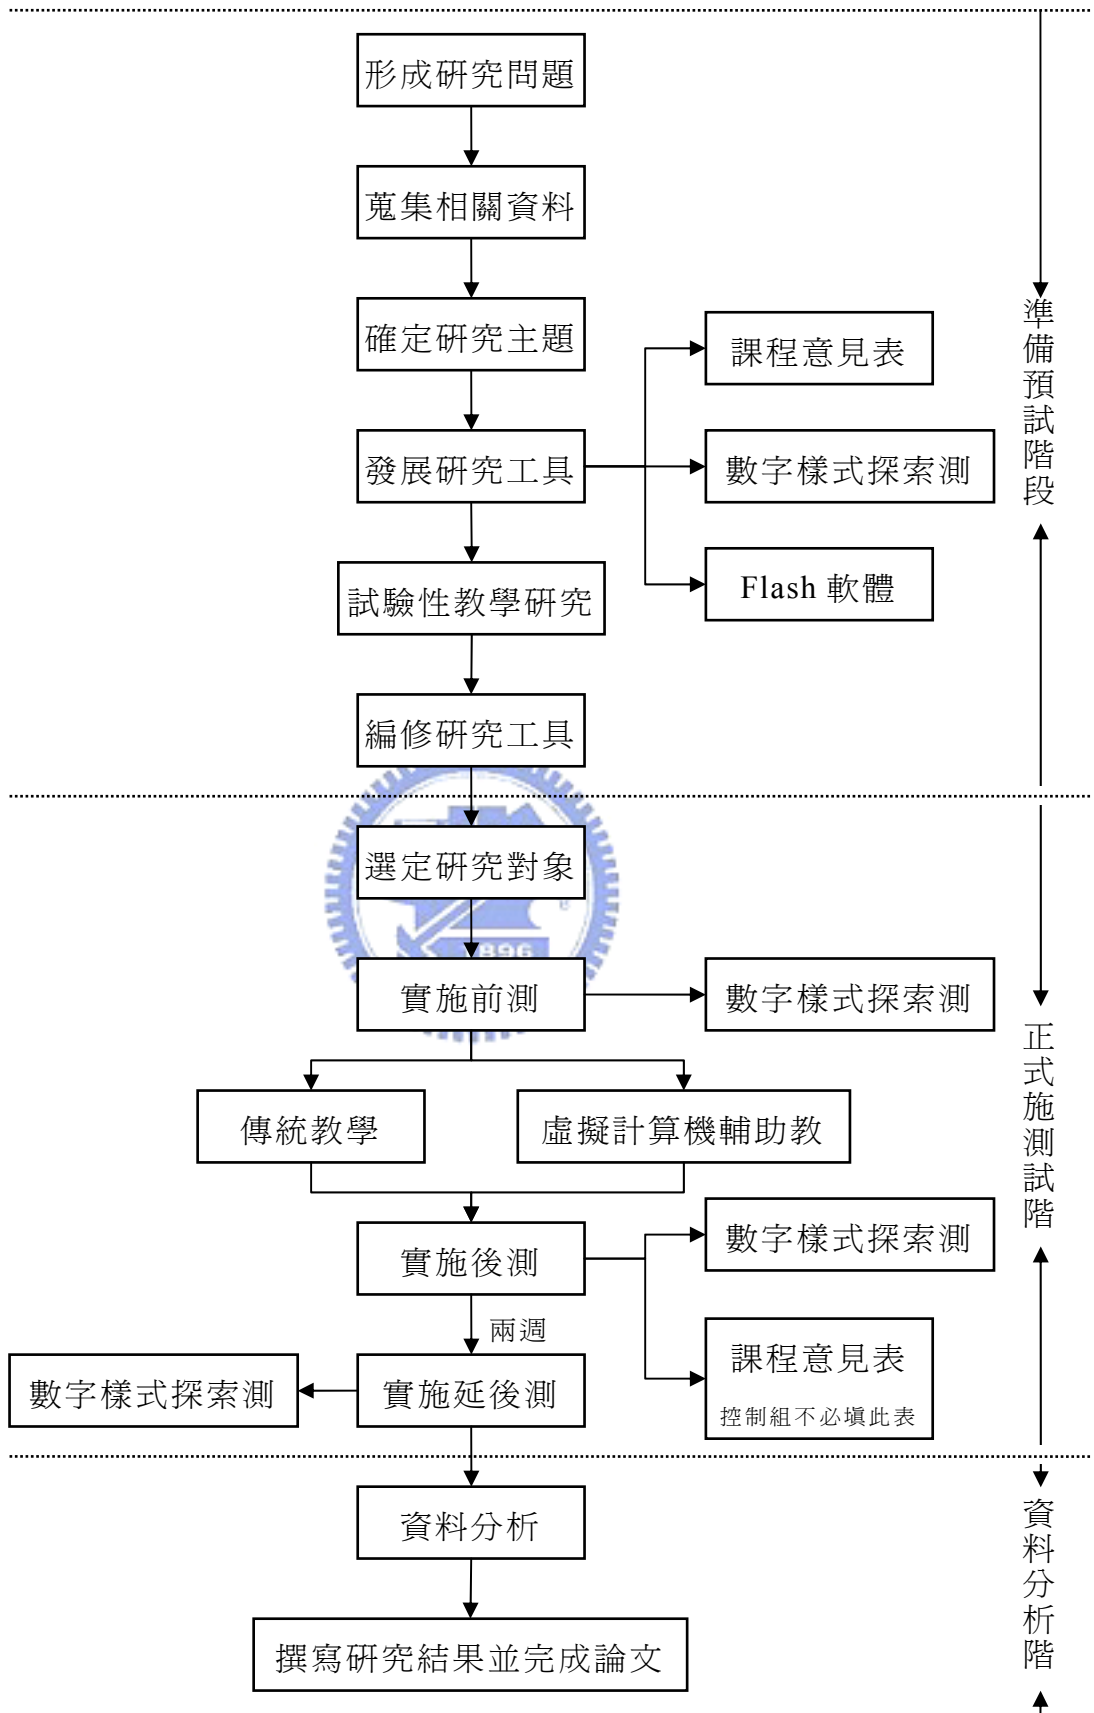 形成研究問題
蒐集相關資料
確定研究主題
課程意見表
發展研究工具
數字樣式探索測
Flash 軟體
試驗性教學研究
編修研究工具
準備預試階段
選定研究對象
1896
實施前測
數字樣式探索測
傳統教學
虛擬計算機輔助教
實施後測
數字樣式探索測
兩週
課程意見表
控制組不必填此表
實施延後測
數字樣式探索測
正式施測試階
資料分析
撰寫研究結果並完成論文
資料分析階